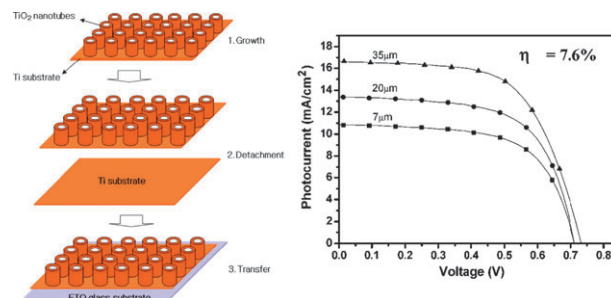 TiO2 nanotubes
1. Growth
Ti substrate
2. Detachment
Ti substrate
3. Transfer
FTO glass substrate
η = 7.6%
35µm
20µm
7µm
Photocurrent (mA/cm²)
18
16
14
12
10
8
6
4
2
0
0.0 0.1 0.2 0.3 0.4 0.5 0.6 0.7 0.8
Voltage (V)